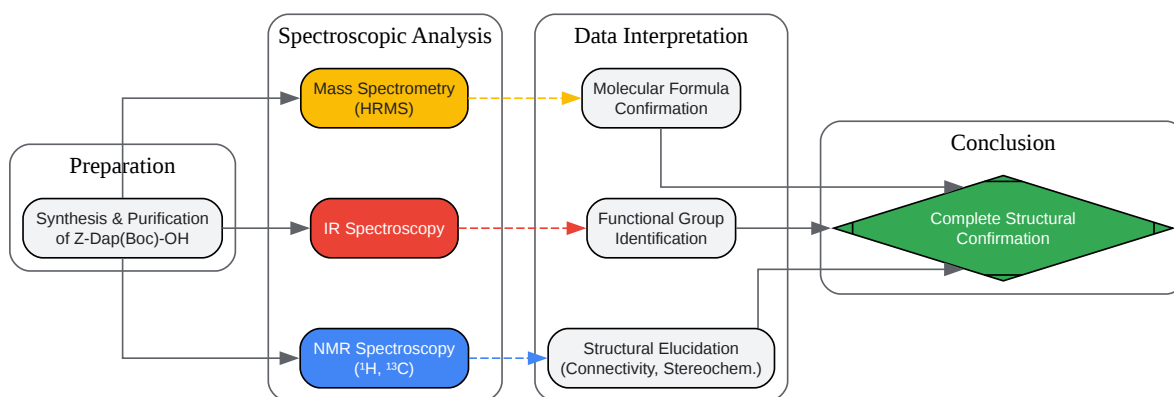 Spectroscopic Analysis
Data Interpretation
Mass Spectrometry
(HRMS)
Molecular Formula
Confirmation
Preparation
Conclusion
Synthesis & Purification
of Z-Dap(Boc)-OH
IR Spectroscopy
Functional Group
Identification
Complete Structural
Confirmation
NMR Spectroscopy
(¹H, ¹³C)
Structural Elucidation
(Connectivity, Stereochem.)